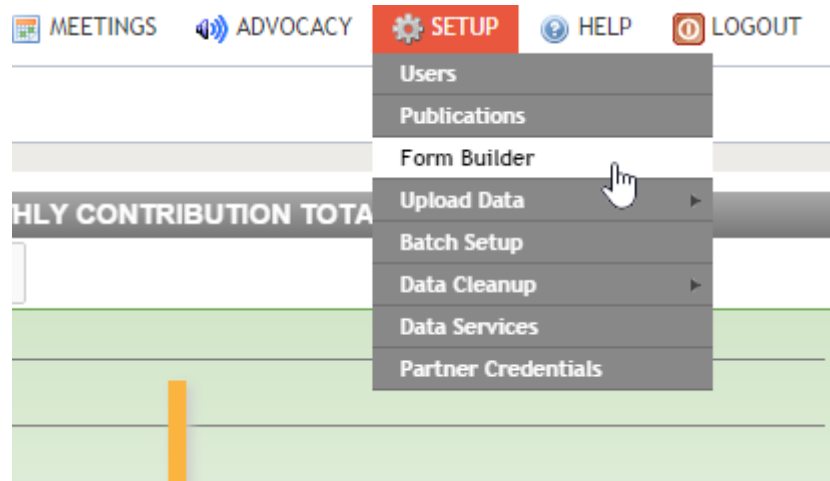 MEETINGS ADVOCACY SETUP HELP LOGOUT
Users
Publications
Form Builder
HLY CONTRIBUTION TOTA
Upload Data
Batch Setup
Data Cleanup
Data Services
Partner Credentials